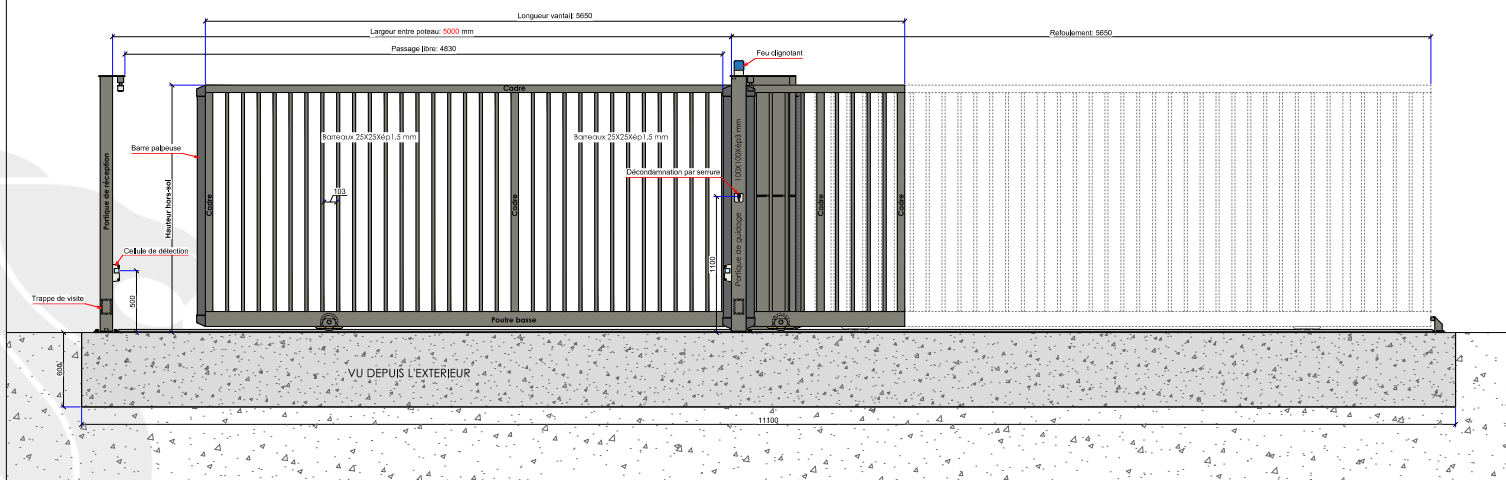 Longueur vantail: 5650
Largeur entre poteau: 5000 mm
Refoulement: 5650
Passage libre: 4830
Feu clignotant
Cadre
Barreaux 25X25Xép1,5 mm
Barreaux 25X25Xép1,5 mm
100X100Xép3 mm
Barre palpeuse
Portique de réception
Décondamnation par serrure
103
Hauteur hors-sol
Cadre
Cadre
Cadre
Cadre
Portique de guidage
Cellule de détection
1100
500
Trappe de visite
Poutre basse
600
VU DEPUIS L'EXTERIEUR
11100